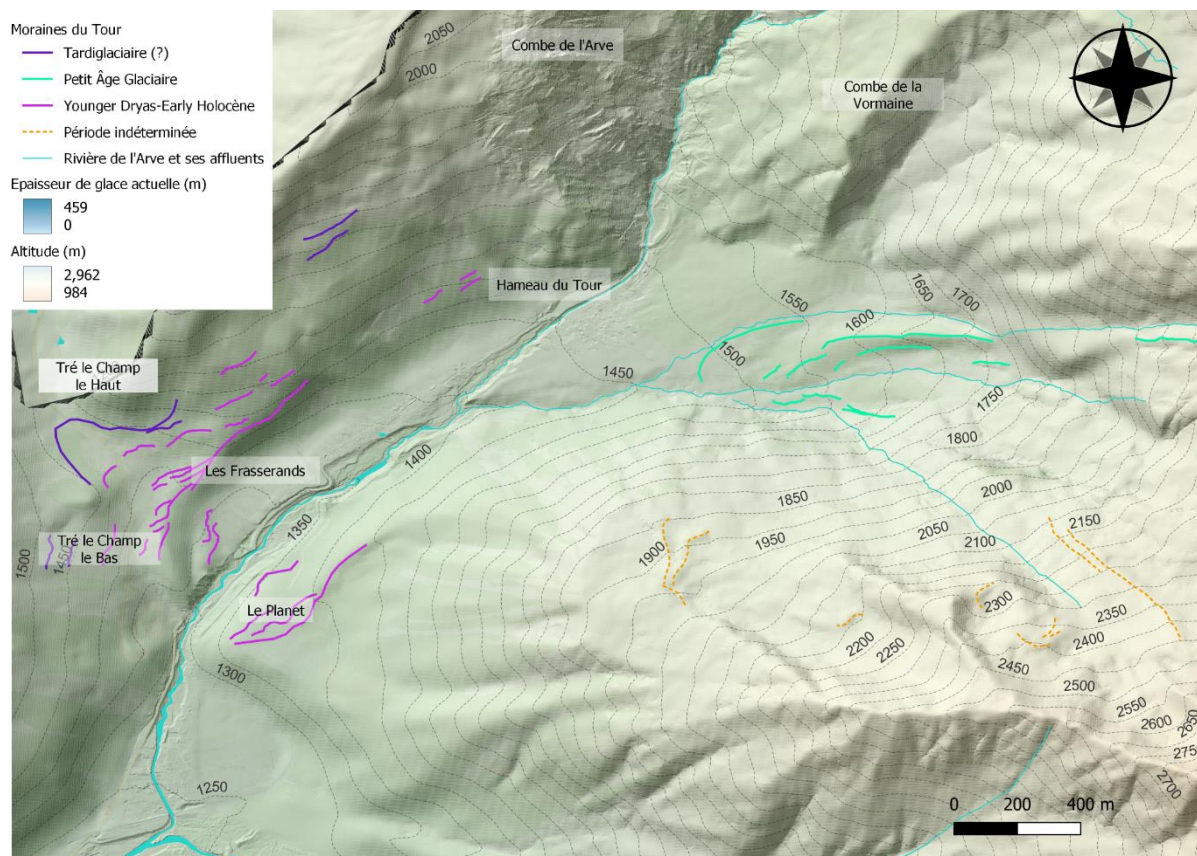 Moraines du Tour
Tardiglaciaire (?)
Petit Âge Glaciaire
Younger Dryas-Early Holocène
Période indéterminée
Rivière de l'Arve et ses affluents
Epaisseur de glace actuelle (m)
459
0
Altitude (m)
2,962
984
2050
2000
Combe de l'Arve
Combe de la
Vormaine
Hameau du Tour
1550
1600
1650
1700
1500
1450
1750
1800
Tré le Champ
le Haut
Les Frasserands
1400
1350
1850
1900
1950
2000
2050
2100
2150
1500
1450
Tré le Champ
le Bas
Le Planet
1300
2200
2250
2300
2350
2400
2450
2500
2550
2600
2650
2750
2700
1250
0 200 400 m